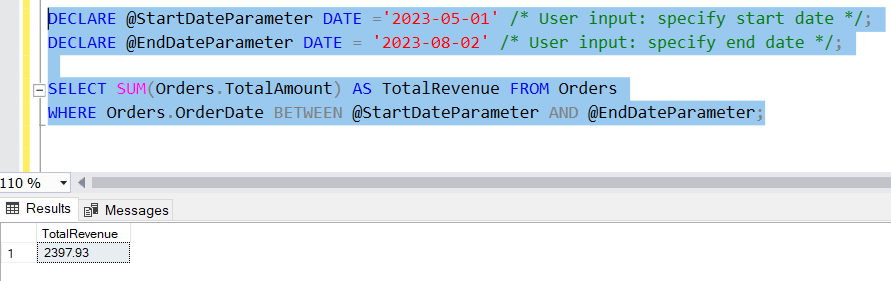 DECLARE @StartDateParameter DATE ='2023-05-01' /* User input: specify start date */;
DECLARE @EndDateParameter DATE = '2023-08-02' /* User input: specify end date */;
SELECT SUM(Orders.TotalAmount) AS TotalRevenue FROM Orders
WHERE Orders.OrderDate BETWEEN @StartDateParameter AND @EndDateParameter;
110 %
Results Messages
TotalRevenue
1 2397.93